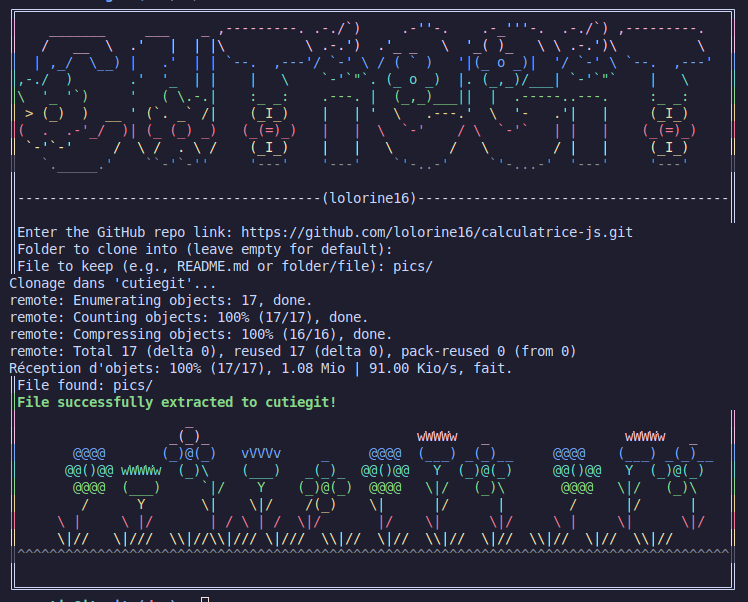 (lolorine16)
Enter the GitHub repo link: https://github.com/lolorine16/calculatrice-js.git
Folder to clone into (leave empty for default):
File to keep (e.g., README.md or folder/file): pics/
Clonage dans 'cutiegit'...
remote: Enumerating objects: 17, done.
remote: Counting objects: 100% (17/17), done.
remote: Compressing objects: 100% (16/16), done.
remote: Total 17 (delta 0), reused 17 (delta 0), pack-reused 0 (from 0)
Réception d'objets: 100% (17/17), 1.08 Mio | 91.00 Kio/s, fait.
File found: pics/
File successfully extracted to cutiegit!